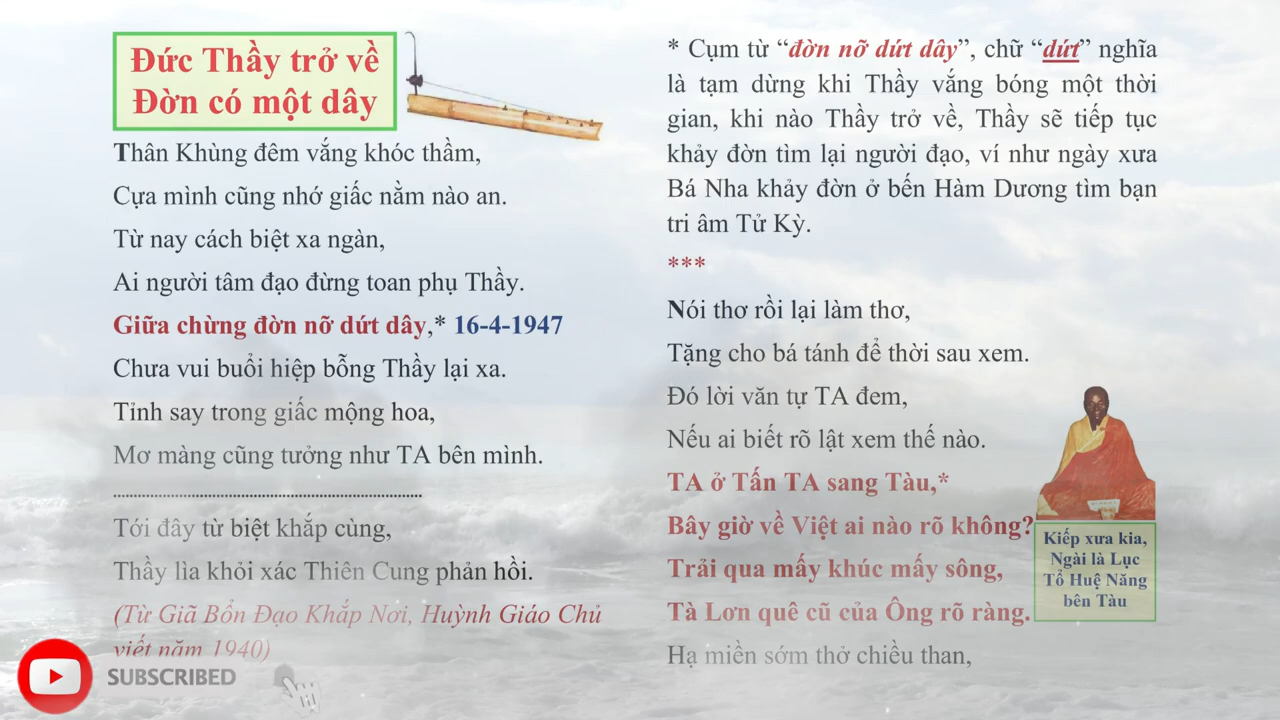 Đức Thầy trở về
Đờn có một dây
Thân Khùng đêm vắng khóc thầm,
Cựa mình cũng nhớ giấc nằm nào an.
Từ nay cách biệt xa ngàn,
Ai người tâm đạo đừng toan phụ Thầy.
Giữa chừng đờn nỡ dứt dây,* 16-4-1947
Chưa vui buổi hiệp bỗng Thầy lại xa.
Tỉnh say trong giấc mộng hoa,
Mơ màng cũng tưởng như TA bên mình.
Tới đây từ biệt khắp cùng,
Thầy lìa khỏi xác Thiên Cung phản hồi.
(Từ Giã Bổn Đạo Khắp Nơi, Huỳnh Giáo Chủ
viết năm 1940)
SUBSCRIBED
* Cụm từ “đờn nỡ dứt dây”, chữ “dứt” nghĩa
là tạm dừng khi Thầy vắng bóng một thời
gian, khi nào Thầy trở về, Thầy sẽ tiếp tục
khảy đờn tìm lại người đạo, ví như ngày xưa
Bá Nha khảy đờn ở bến Hàm Dương tìm bạn
tri âm Tử Kỳ.
***
Nói thơ rồi lại làm thơ,
Tặng cho bá tánh để thời sau xem.
Đó lời văn tự TA đem,
Nếu ai biết rõ lật xem thế nào.
TA ở Tấn TA sang Tàu,*
Bây giờ về Việt ai nào rõ không?
Trải qua mấy khúc mấy sông,
Tà Lơn quê cũ của Ông rõ ràng.
Hạ miền sớm thở chiều than,
Kiếp xưa kia,
Ngài là Lục
Tổ Huệ Năng
bên Tàu